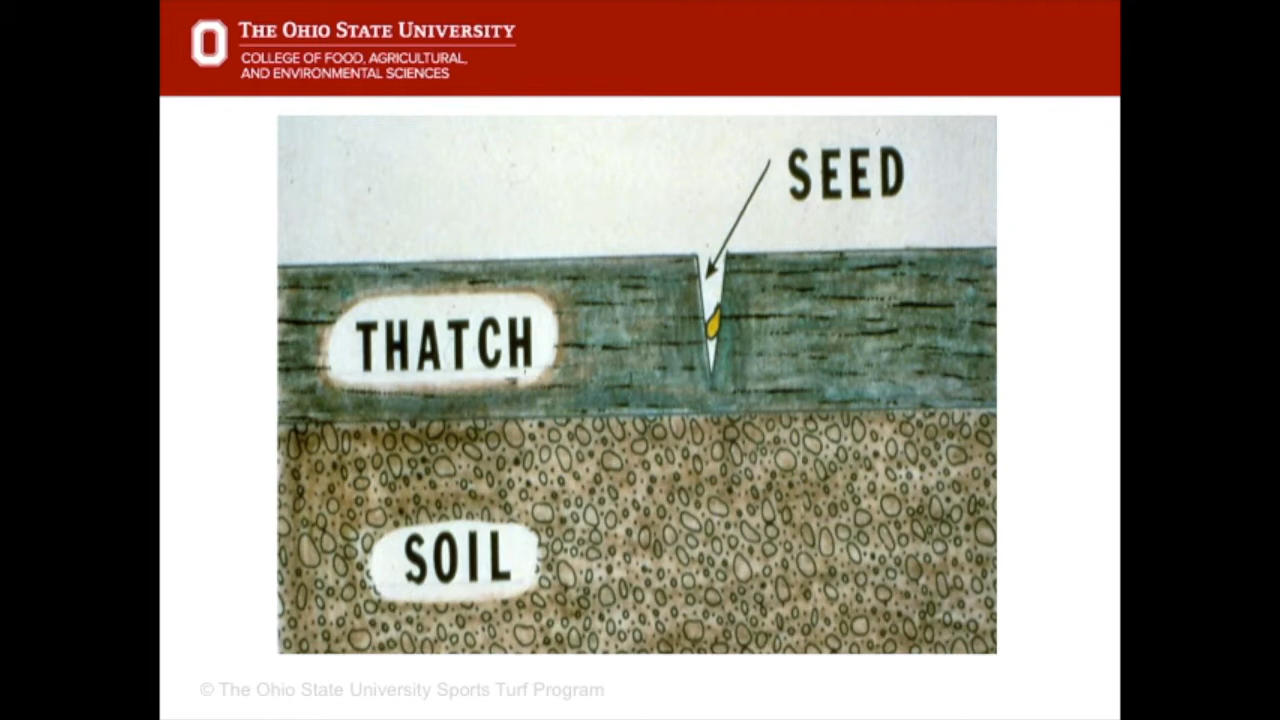 THE OHIO STATE UNIVERSITY
COLLEGE OF FOOD, AGRICULTURAL,
AND ENVIRONMENTAL SCIENCES
SEED
THATCH
SOIL
© The Ohio State University Sports Turf Program